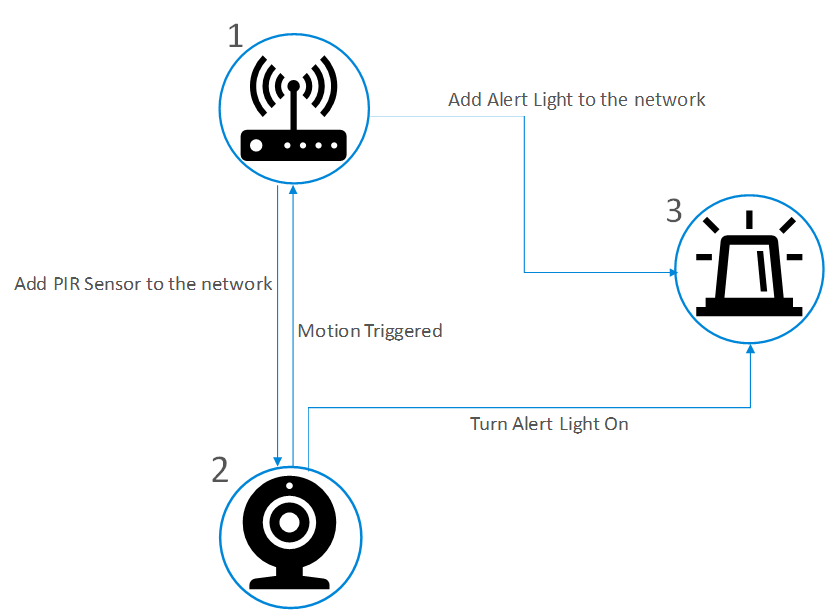 1
Add Alert Light to the network
3
Add PIR Sensor to the network
Motion Triggered
Turn Alert Light On
2